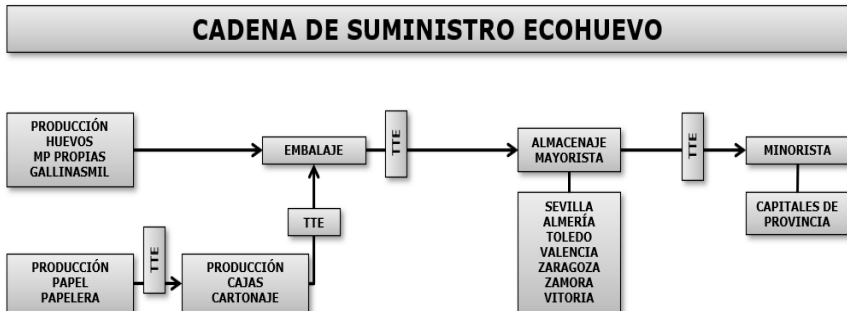 CADENA DE SUMINISTRO ECOHUEVO
PRODUCCIÓN
HUEVOS
MP PROPIAS
GALLINASMIL
EMBALAJE
TTE
ALMACENAJE
MAYORISTA
TTE
MINORISTA
SEVILLA
ALMERÍA
TOLEDO
VALENCIA
ZARAGOZA
ZAMORA
VITORIA
CAPITALES DE
PROVINCIA
TTE
PRODUCCIÓN
PAPEL
PAPELERA
TTE
PRODUCCIÓN
CAJAS
CARTONAJE